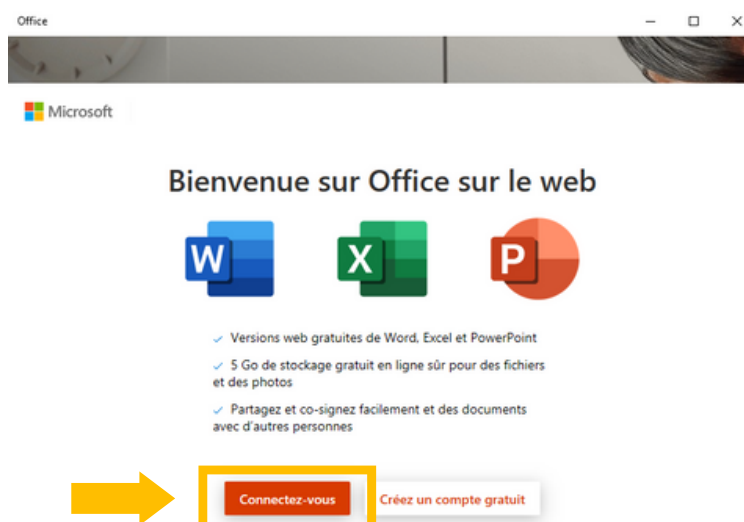 Office
Microsoft
Bienvenue sur Office sur le web
W X P
Versions web gratuites de Word, Excel et PowerPoint
5 Go de stockage gratuit en ligne sûr pour des fichiers
et des photos
Partagez et co-signez facilement et des documents
avec d'autres personnes
Connectez-vous Créez un compte gratuit